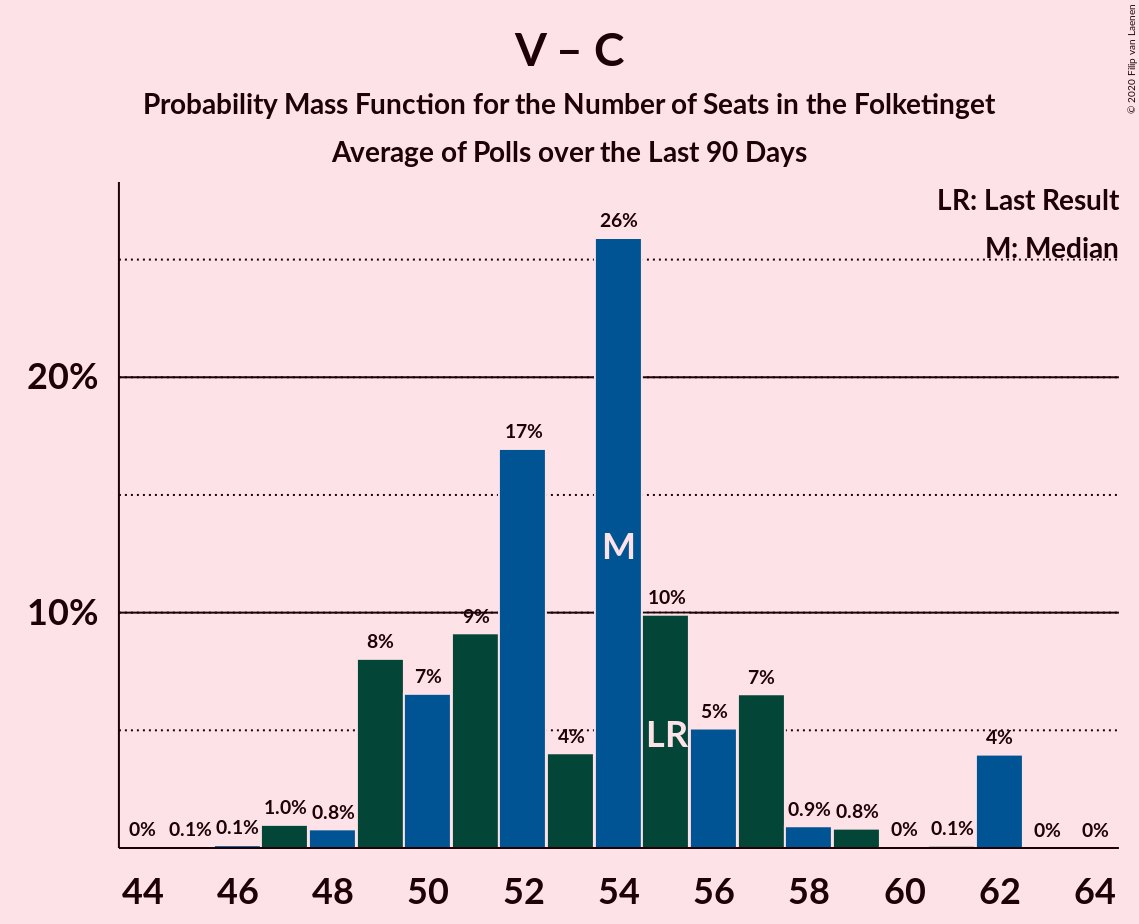 V – C
Probability Mass Function for the Number of Seats in the Folketinget
Average of Polls over the Last 90 Days
© 2020 Filip van Laenen
LR: Last Result
M: Median
26%
20%
17%
M
10%
10%
9%
8%
7%
7%
LR
5%
4%
4%
1.0%
0.8%
0.9%
0.8%
0%
0.1%
0.1%
0%
0.1%
0%
0%
44 46 48 50 52 54 56 58 60 62 64